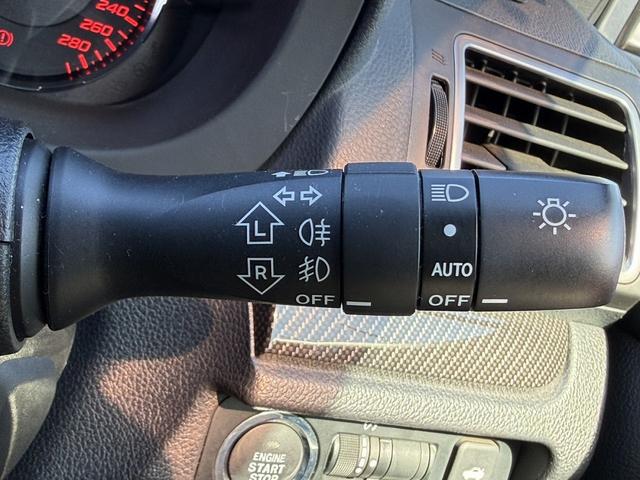 240
260
280
L
R
OFF
AUTO
OFF
ENGINE
START
STOP